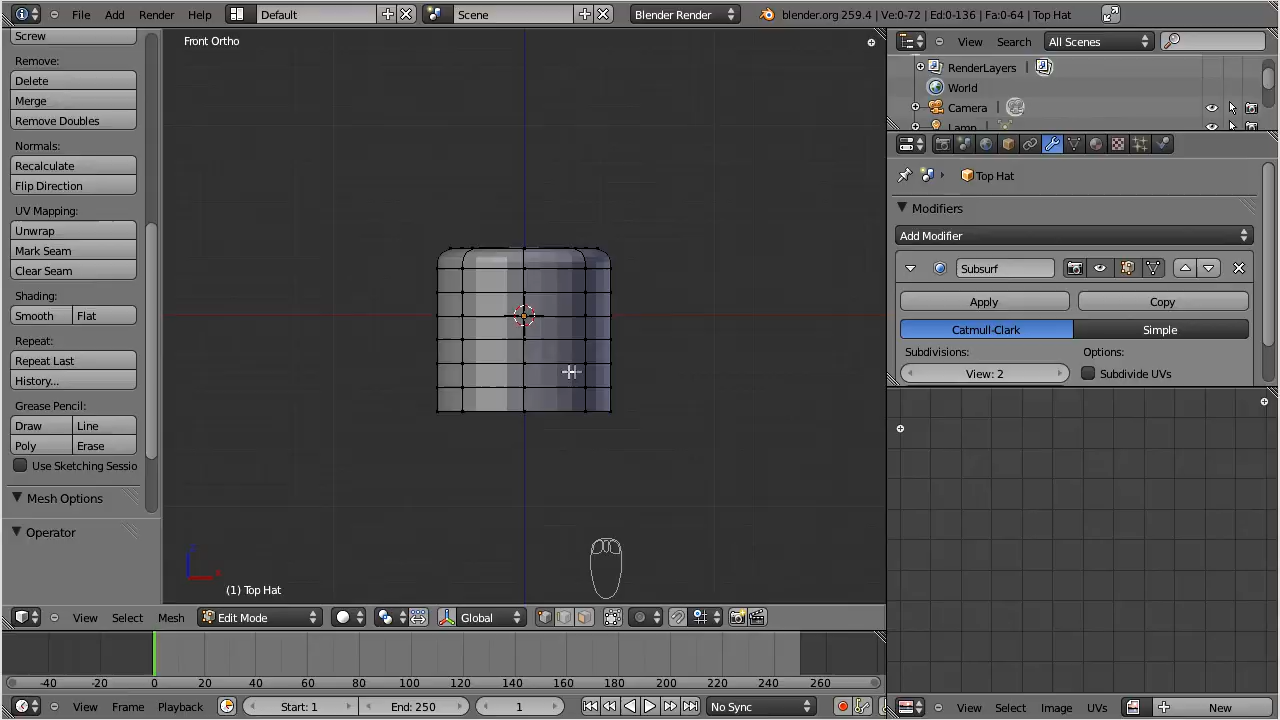 File Add Render Help Default Scene Blender Render blender.org 259.4 | Ve:0-72 | Ed:0-136 | Fa:0-64 | Top Hat
Screw
Remove:
Delete
Merge
Remove Doubles
Normals:
Recalculate
Flip Direction
UV Mapping:
Unwrap
Mark Seam
Clear Seam
Shading:
Smooth Flat
Repeat:
Repeat Last
History...
Grease Pencil:
Draw Line
Poly Erase
Use Sketching Sessio
Mesh Options
Operator
Front Ortho
(1) Top Hat
View Select Mesh Edit Mode Global
-40 -20 0 20 40 60 80 100 120 140 160 180 200 220 240 260
View Frame Playback Start: 1 End: 250 1 No Sync
View Search All Scenes
RenderLayers |
World
Camera
Lamp
Top Hat
Modifiers
Add Modifier
Subsurf
Apply Copy
Catmull-Clark Simple
Subdivisions: Options:
View: 2 Subdivide UVs
View Select Image UVs New